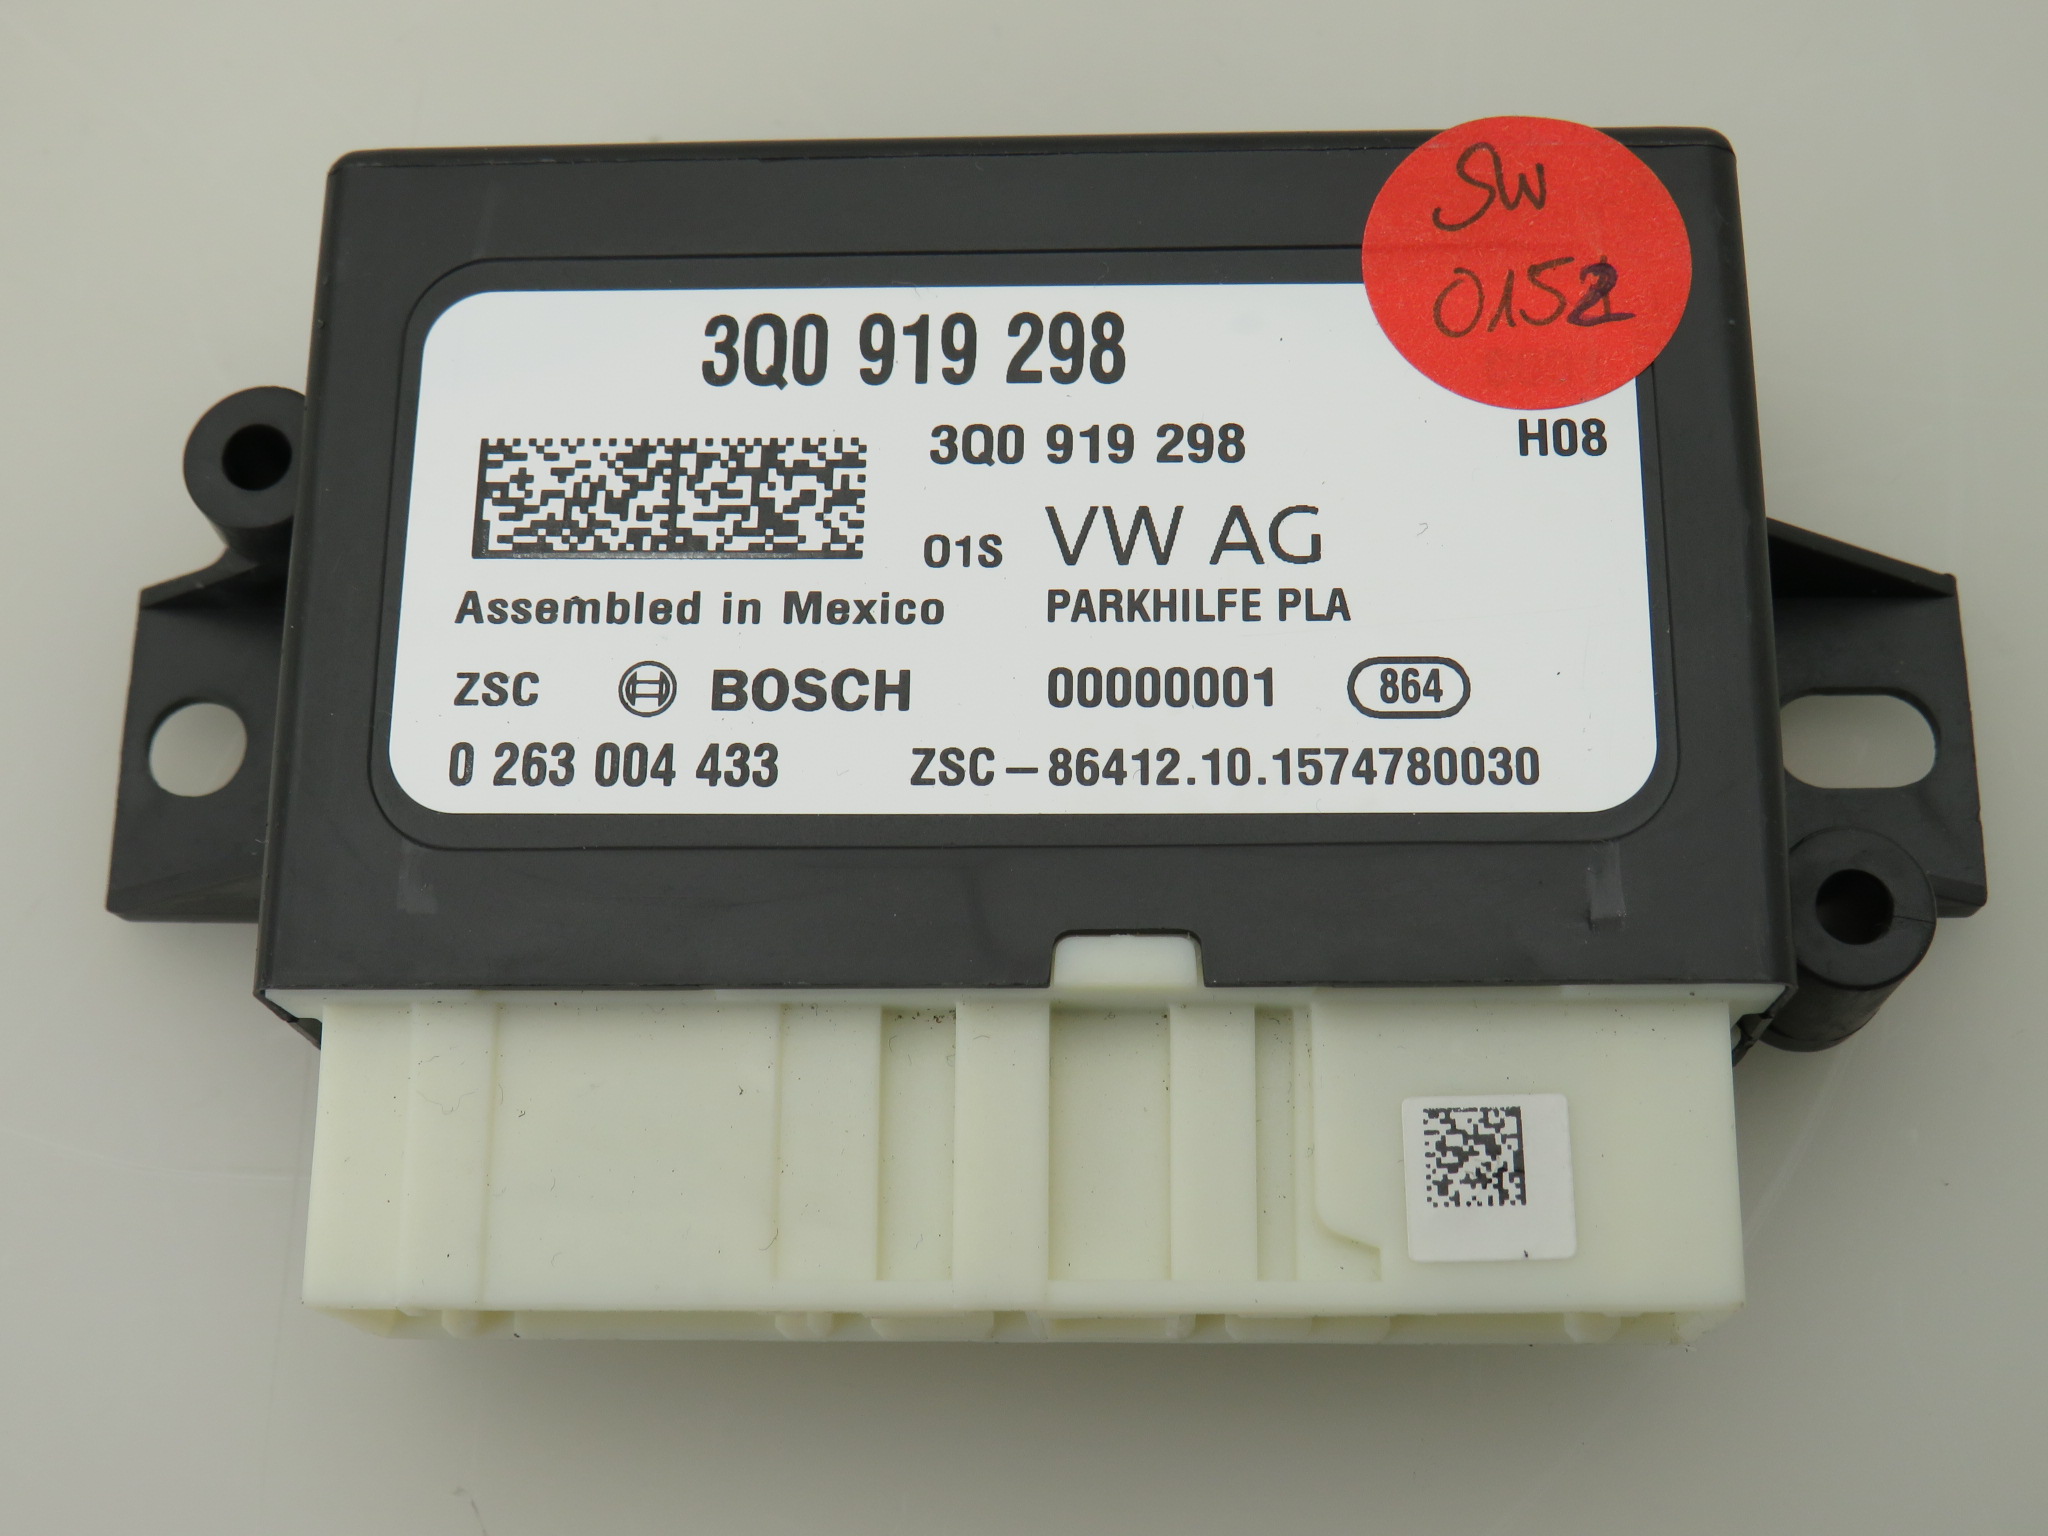 SW
0152
3Q0 919 298
3Q0 919 298 H08
01S VW AG
Assembled in Mexico PARKHILFE PLA
ZSC BOSCH 00000001 864
0 263 004 433 ZSC-86412.10.1574780030